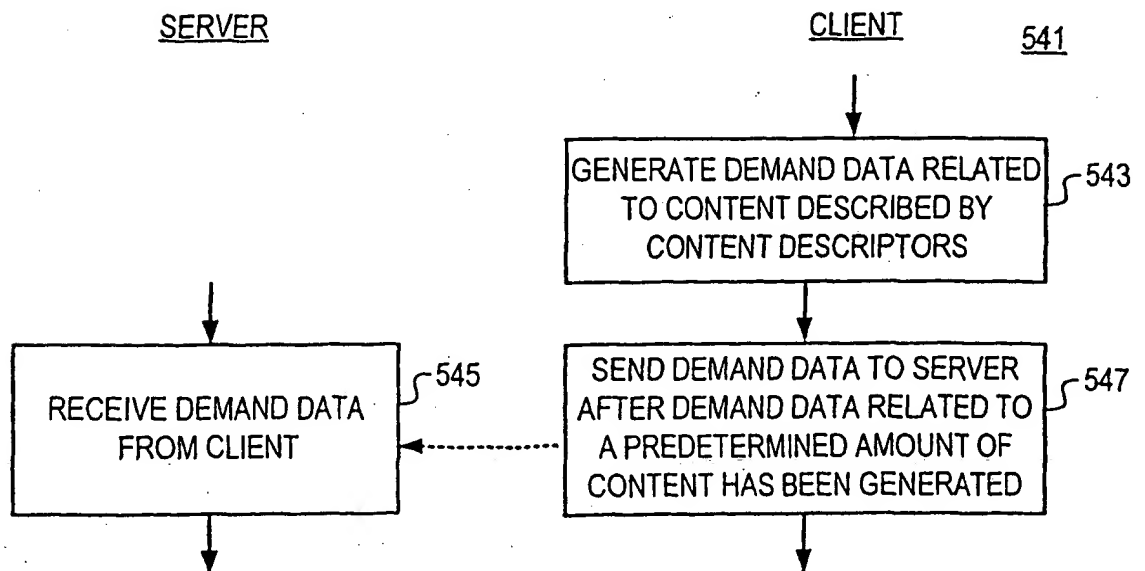 SERVER
CLIENT
541
GENERATE DEMAND DATA RELATED
TO CONTENT DESCRIBED BY
CONTENT DESCRIPTORS
543
RECEIVE DEMAND DATA
FROM CLIENT
545
SEND DEMAND DATA TO SERVER
AFTER DEMAND DATA RELATED TO
A PREDETERMINED AMOUNT OF
CONTENT HAS BEEN GENERATED
547